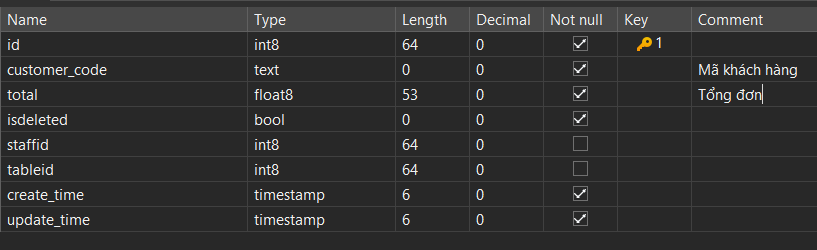 Name Type Length Decimal Not null Key Comment
id int8 64 0 1
customer_code text 0 0 Mã khách hàng
total float8 53 0 Tổng đơn
isdeleted bool 0 0
staffid int8 64 0
tableid int8 64 0
create_time timestamp 6 0
update_time timestamp 6 0